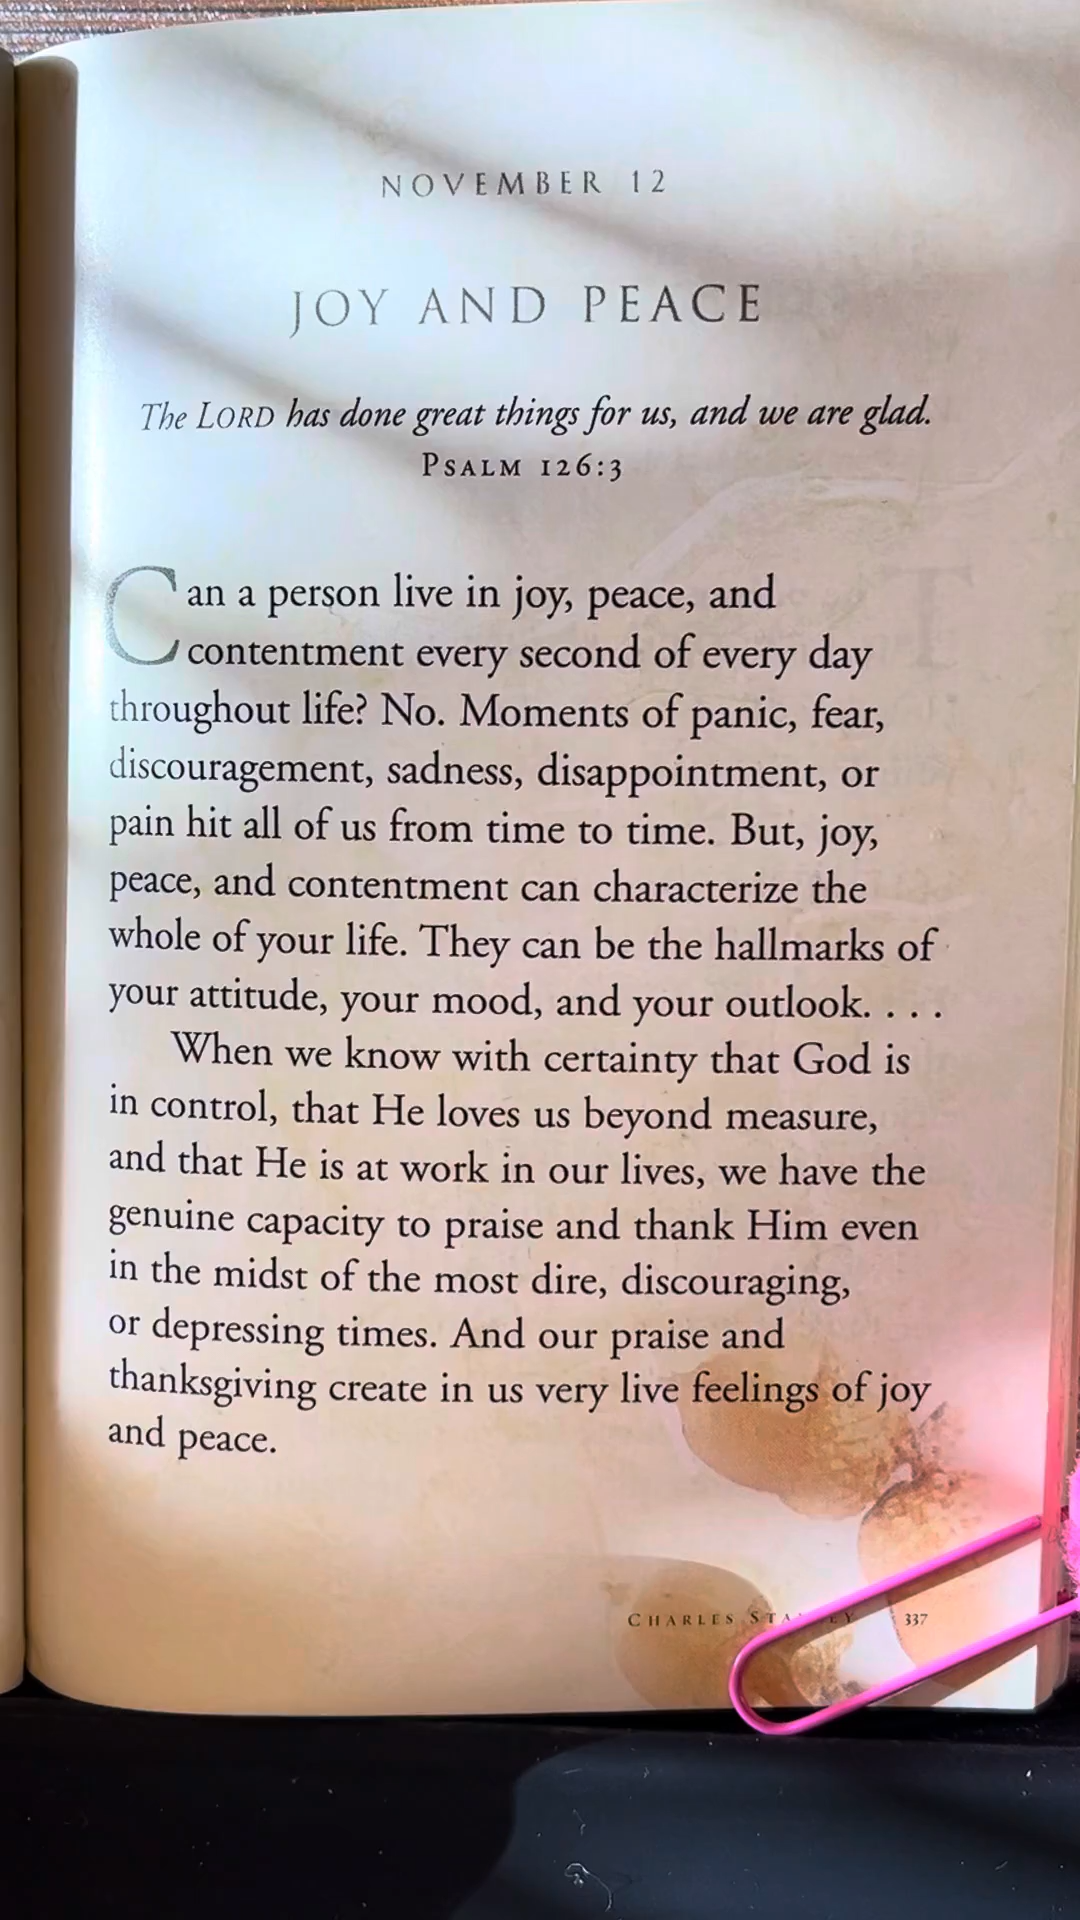 NOVEMBER 12
JOY AND PEACE
The LORD has done great things for us, and we are glad.
PSALM 126:3
Can a person live in joy, peace, and
contentment every second of every day
throughout life? No. Moments of panic, fear,
discouragement, sadness, disappointment, or
pain hit all of us from time to time. But, joy,
peace, and contentment can characterize the
whole of your life. They can be the hallmarks of
your attitude, your mood, and your outlook. . . .
When we know with certainty that God is
in control, that He loves us beyond measure,
and that He is at work in our lives, we have the
genuine capacity to praise and thank Him even
in the midst of the most dire, discouraging,
or depressing times. And our praise and
thanksgiving create in us very live feelings of joy
and peace.
CHARLES 337